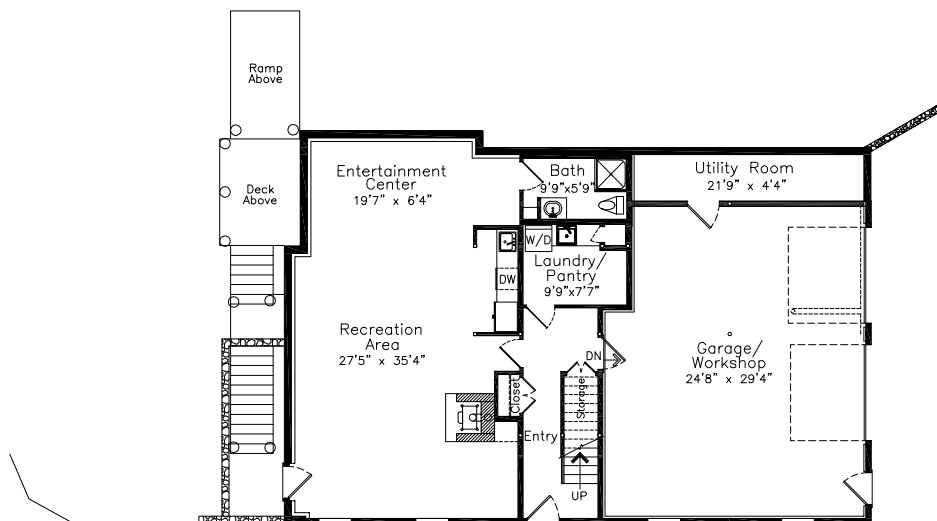 Ramp
Above
Entertainment
Center
19'7" x 6'4"
Bath
9'9"x5'9"
Utility Room
21'9" x 4'4"
Deck
Above
W/D
Laundry/
Pantry
9'9"x7'7"
DW
Recreation
Area
27'5" x 35'4"
DN
Garage/
Workshop
24'8" x 29'4"
Closet
Storage
Entry
UP